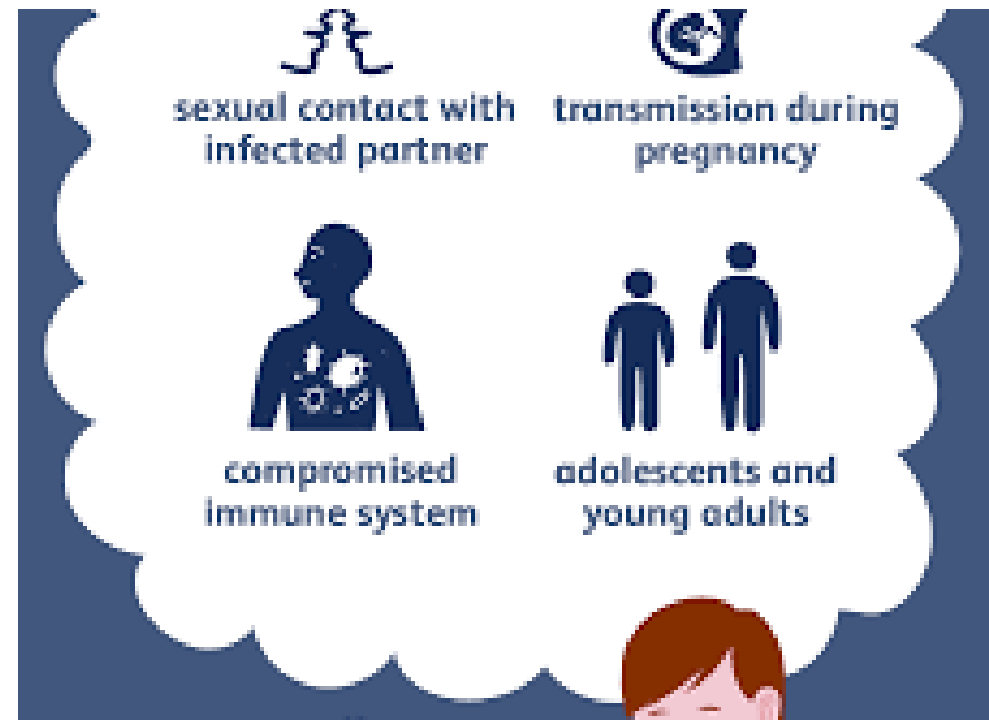 sexual contact with
infected partner
transmission during
pregnancy
compromised
immune system
adolescents and
young adults